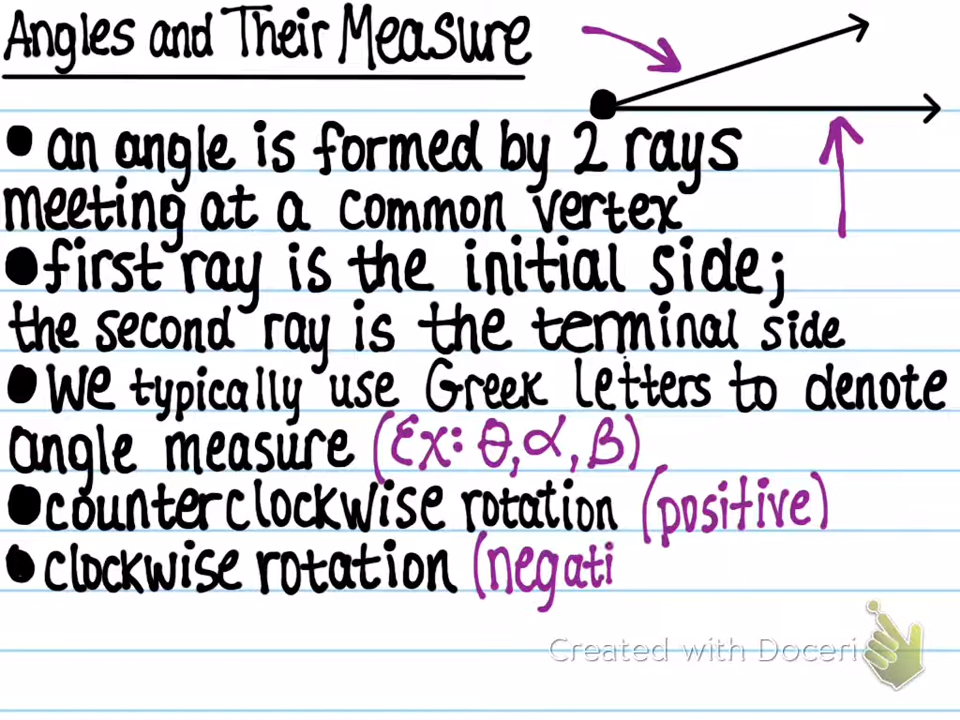 Angles and Their Measure
• an angle is formed by 2 rays
meeting at a common vertex
• first ray is the initial side;
the second ray is the terminal side
• We typically use Greek letters to denote
angle measure (Ex: θ, α, β)
• counterclockwise rotation (positive)
• clockwise rotation (negati
Created with Doceri